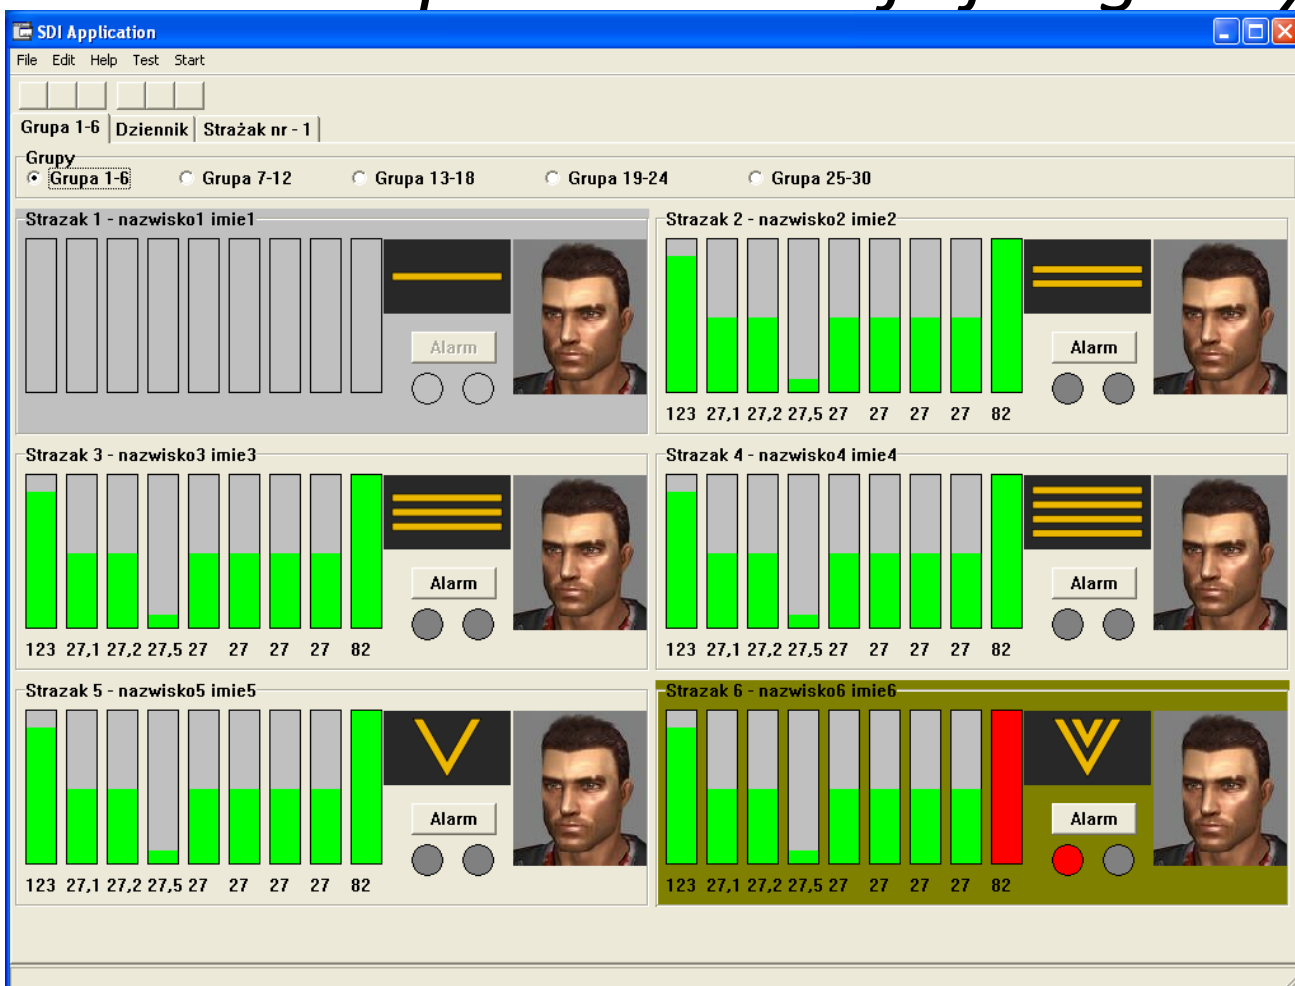 SDI Application
File Edit Help Test Start
Grupa 1-6 Dziennik Strażak nr - 1
Grupy
Grupa 1-6 Grupa 7-12 Grupa 13-18 Grupa 19-24 Grupa 25-30
Strazak 1 - nazwisko1 imie1
Alarm
Strazak 2 - nazwisko2 imie2
Alarm
123 27,1 27,2 27,5 27 27 27 27 82
Strazak 3 - nazwisko3 imie3
Alarm
123 27,1 27,2 27,5 27 27 27 27 82
Strazak 4 - nazwisko4 imie4
Alarm
123 27,1 27,2 27,5 27 27 27 27 82
Strazak 5 - nazwisko5 imie5
Alarm
123 27,1 27,2 27,5 27 27 27 27 82
Strazak 6 - nazwisko6 imie6
Alarm
123 27,1 27,2 27,5 27 27 27 27 82